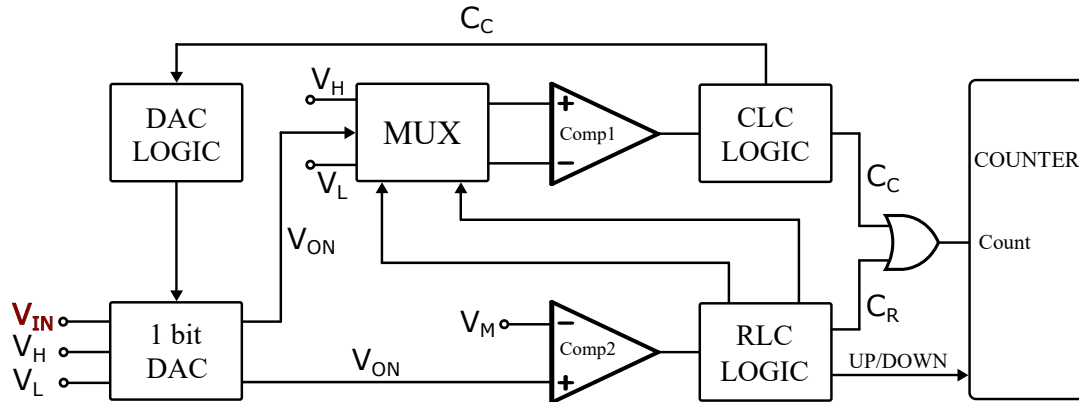 C_C
DAC
LOGIC
V_H
V_L
MUX
+
Comp1
−
CLC
LOGIC
COUNTER
C_C
Count
V_ON
V_IN
V_H
V_L
1 bit
DAC
V_ON
V_M
−
Comp2
+
RLC
LOGIC
C_R
UP/DOWN